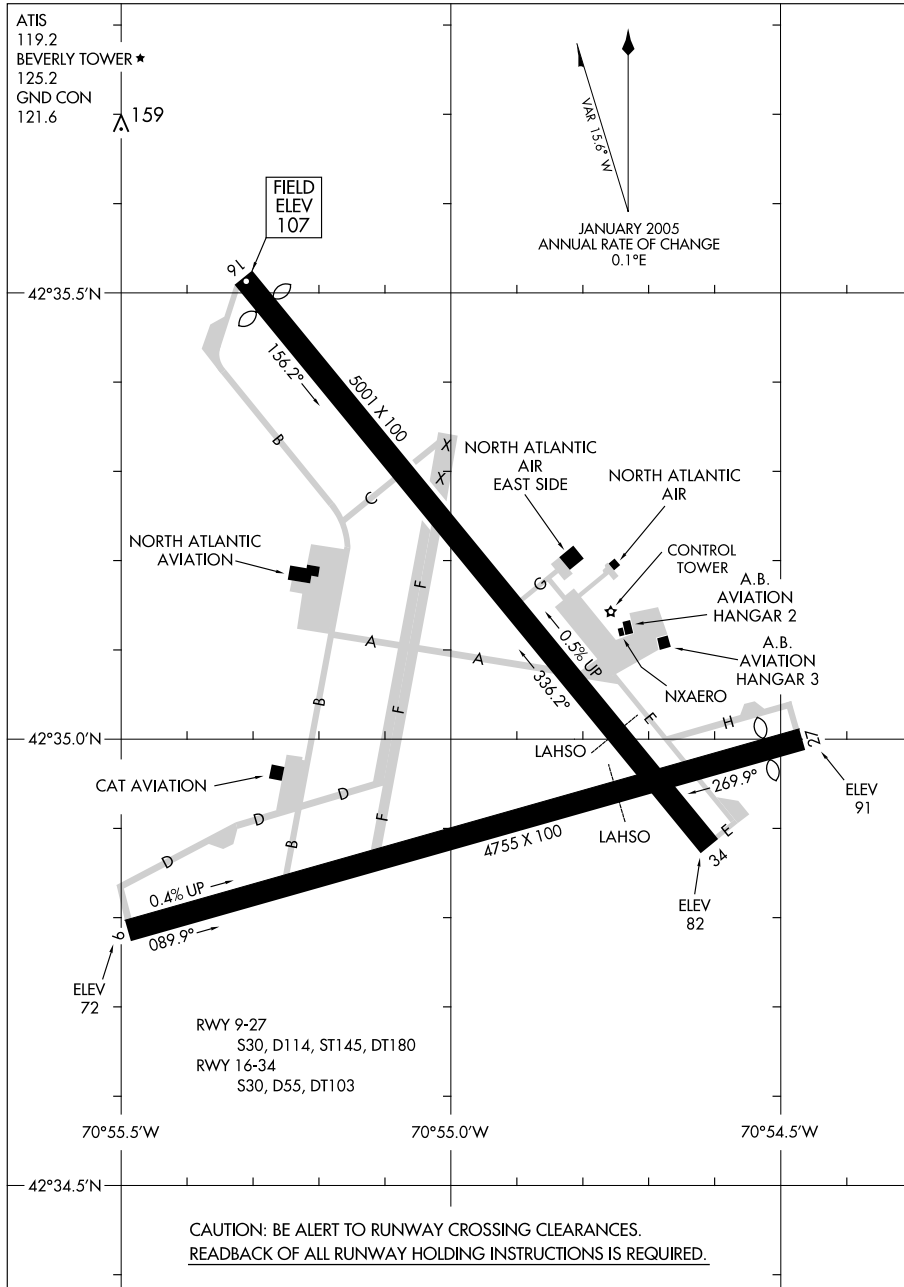 ATIS
119.2
BEVERLY TOWER ★
125.2
GND CON
121.6
159
VAR 15.6° W
JANUARY 2005
ANNUAL RATE OF CHANGE
0.1°E
FIELD
ELEV
107
16
42°35.5'N
156.2°
5001 X 100
B
X
X
C
NORTH ATLANTIC
AIR
EAST SIDE
NORTH ATLANTIC
AIR
NORTH ATLANTIC
AVIATION
CONTROL
TOWER
F
G
A.B.
AVIATION
HANGAR 2
A
A
0.5% UP
336.2°
A.B.
AVIATION
HANGAR 3
NXAERO
B
F
E
H
42°35.0'N
LAHSO
27
CAT AVIATION
D
D
269.9°
ELEV
91
F
B
4755 X 100
LAHSO
E
34
D
0.4% UP
089.9°
9
ELEV
82
ELEV
72
RWY 9-27
S30, D114, ST145, DT180
RWY 16-34
S30, D55, DT103
70°55.5'W
70°55.0'W
70°54.5'W
42°34.5'N
CAUTION: BE ALERT TO RUNWAY CROSSING CLEARANCES.
READBACK OF ALL RUNWAY HOLDING INSTRUCTIONS IS REQUIRED.